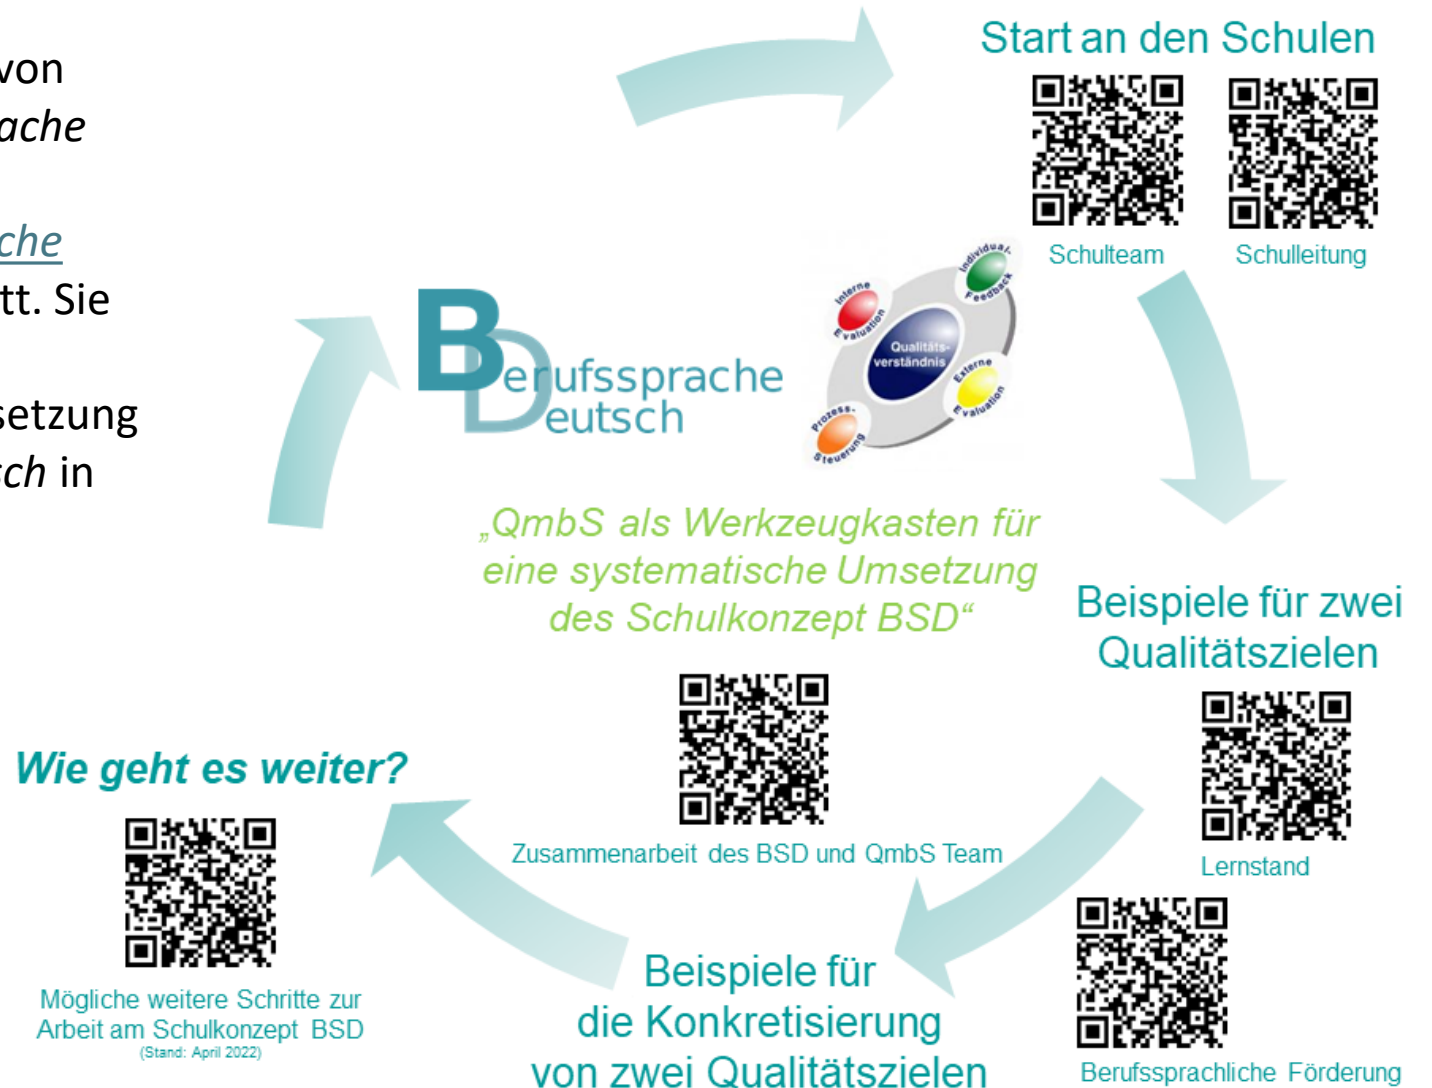 von
ache
che
tt. Sie
setzung
sch in
Start an den Schulen
Schulteam
Schulleitung
Berufssprache
Deutsch
Interne
Evaluation
Individual-
Feedback
Qualitäts-
verständnis
Externe
Evaluation
Prozess-
Steuerung
„QmbS als Werkzeugkasten für
eine systematische Umsetzung
des Schulkonzept BSD“
Zusammenarbeit des BSD und QmbS Team
Beispiele für zwei
Qualitätszielen
Lernstand
Berufssprachliche Förderung
Beispiele für
die Konkretisierung
von zwei Qualitätszielen
Wie geht es weiter?
Mögliche weitere Schritte zur
Arbeit am Schulkonzept BSD
(Stand: April 2022)